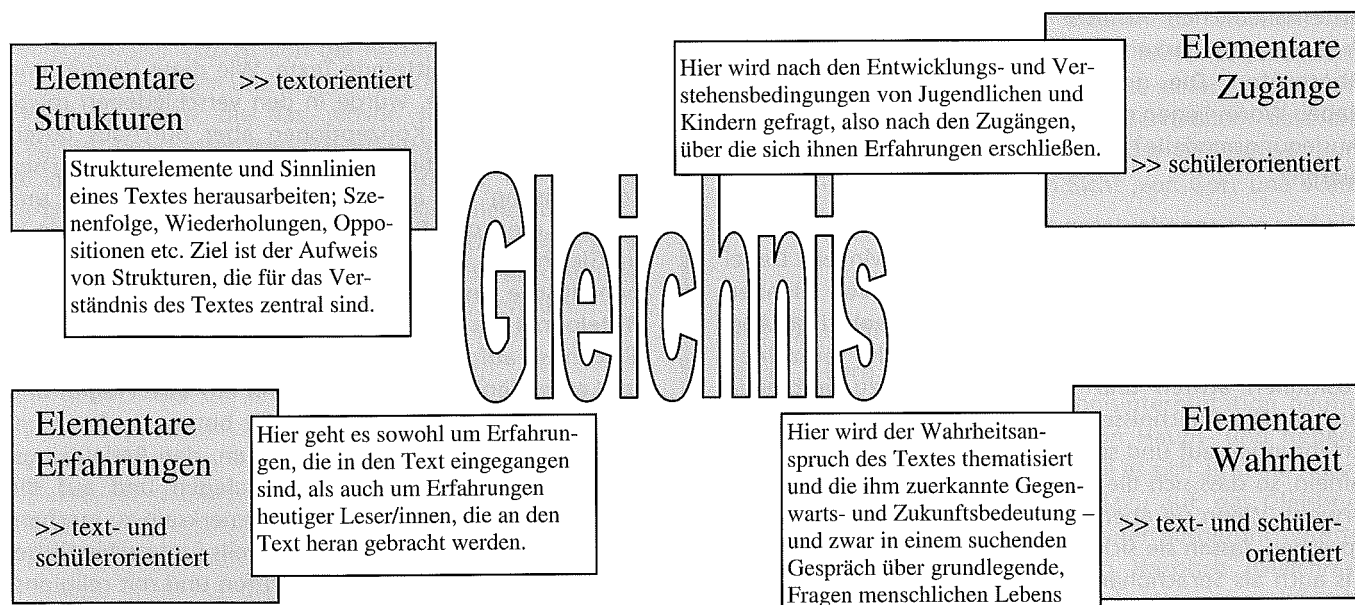 Elementare >> textorientiert
Strukturen
Strukturelemente und Sinnlinien
eines Textes herausarbeiten; Sze-
nenfolge, Wiederholungen, Oppo-
sitionen etc. Ziel ist der Aufweis
von Strukturen, die für das Ver-
ständnis des Textes zentral sind.
Hier wird nach den Entwicklungs- und Ver-
stehensbedingungen von Jugendlichen und
Kindern gefragt, also nach den Zugängen,
über die sich ihnen Erfahrungen erschließen.
Elementare
Zugänge
>> schülerorientiert
Gleichnis
Elementare
Erfahrungen
>> text- und
schülerorientiert
Hier geht es sowohl um Erfahrun-
gen, die in den Text eingegangen
sind, als auch um Erfahrungen
heutiger Leser/innen, die an den
Text heran gebracht werden.
Hier wird der Wahrheitsan-
spruch des Textes thematisiert
und die ihm zuerkannte Gegen-
warts- und Zukunftsbedeutung –
und zwar in einem suchenden
Gespräch über grundlegende,
Fragen menschlichen Lebens
Elementare
Wahrheit
>> text- und schüler-
orientiert